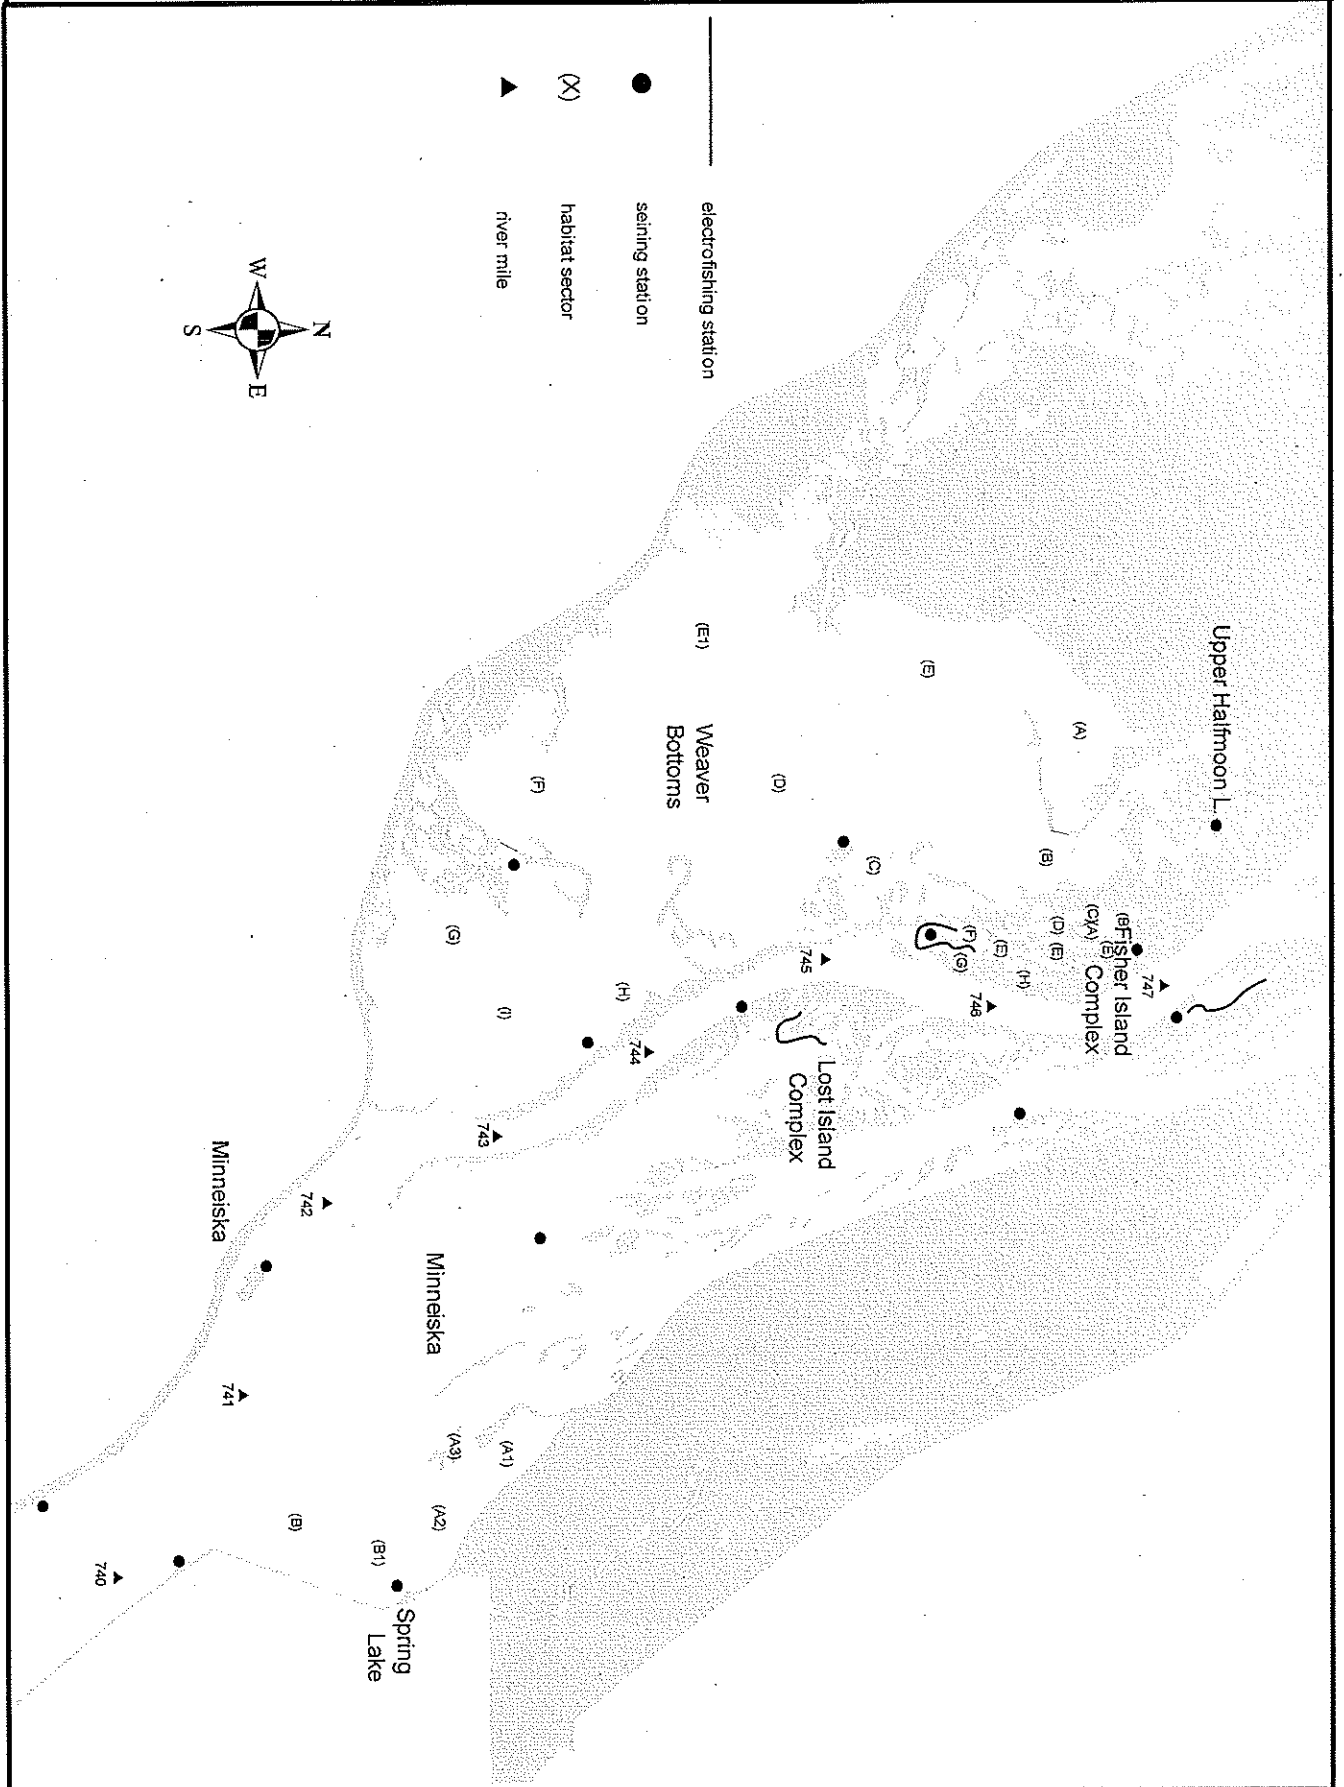 electrofishing station
seining station
(X) habitat sector
river mile
N
W
E
S
Upper Halfmoon L.
(A)
(B)
(E)
(E1)
Weaver
Bottoms
(D)
(C)
(F)
(G)
(H)
(I)
(B)
(C)(A)
(E)
Fisher Island
Complex
(D)
(E)
(E)
(H)
(F)
(G)
747
746
745
744
743
742
741
740
Lost Island
Complex
Minneiska
Minneiska
(A1)
(A3)
(A2)
(B)
(B1)
Spring
Lake